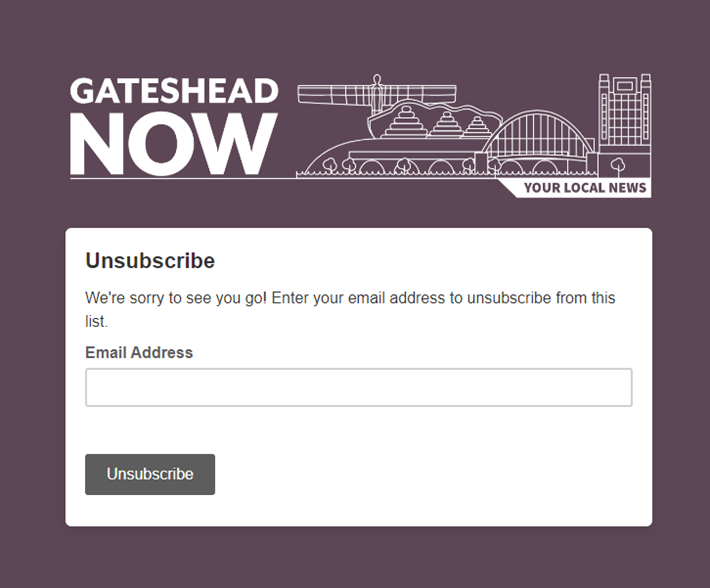 GATESHEAD
NOW
YOUR LOCAL NEWS
Unsubscribe
We're sorry to see you go! Enter your email address to unsubscribe from this
list.
Email Address
Unsubscribe